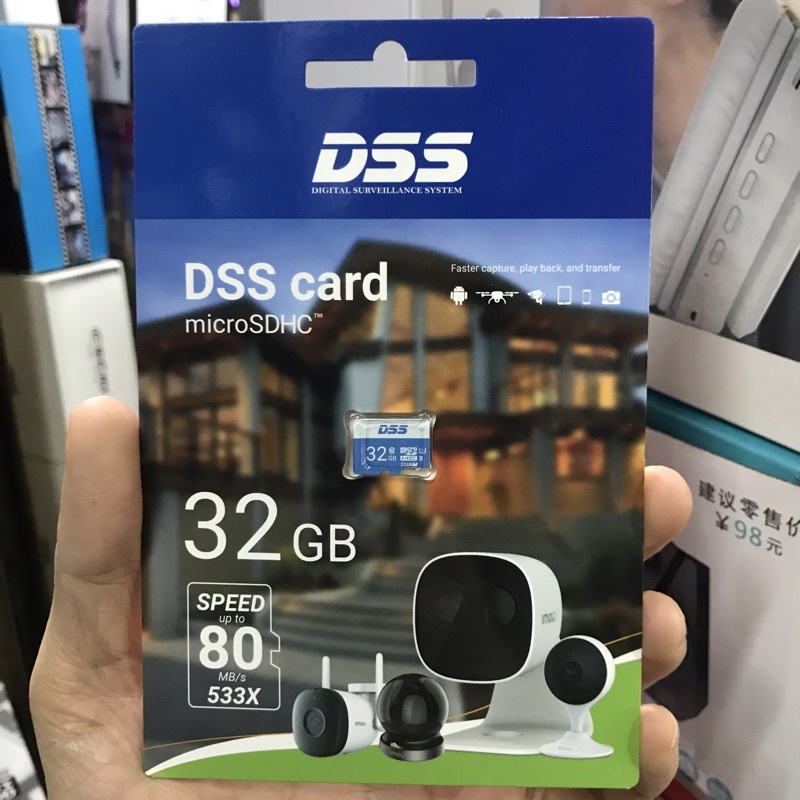 DSS
DIGITAL SURVEILLANCE SYSTEM
DSS card
microSDHC™
Faster capture, play back, and transfer
DSS
32 GB
32 GB
SPEED
up to
80
MB/s
533X
imou
建议零售价
¥98元